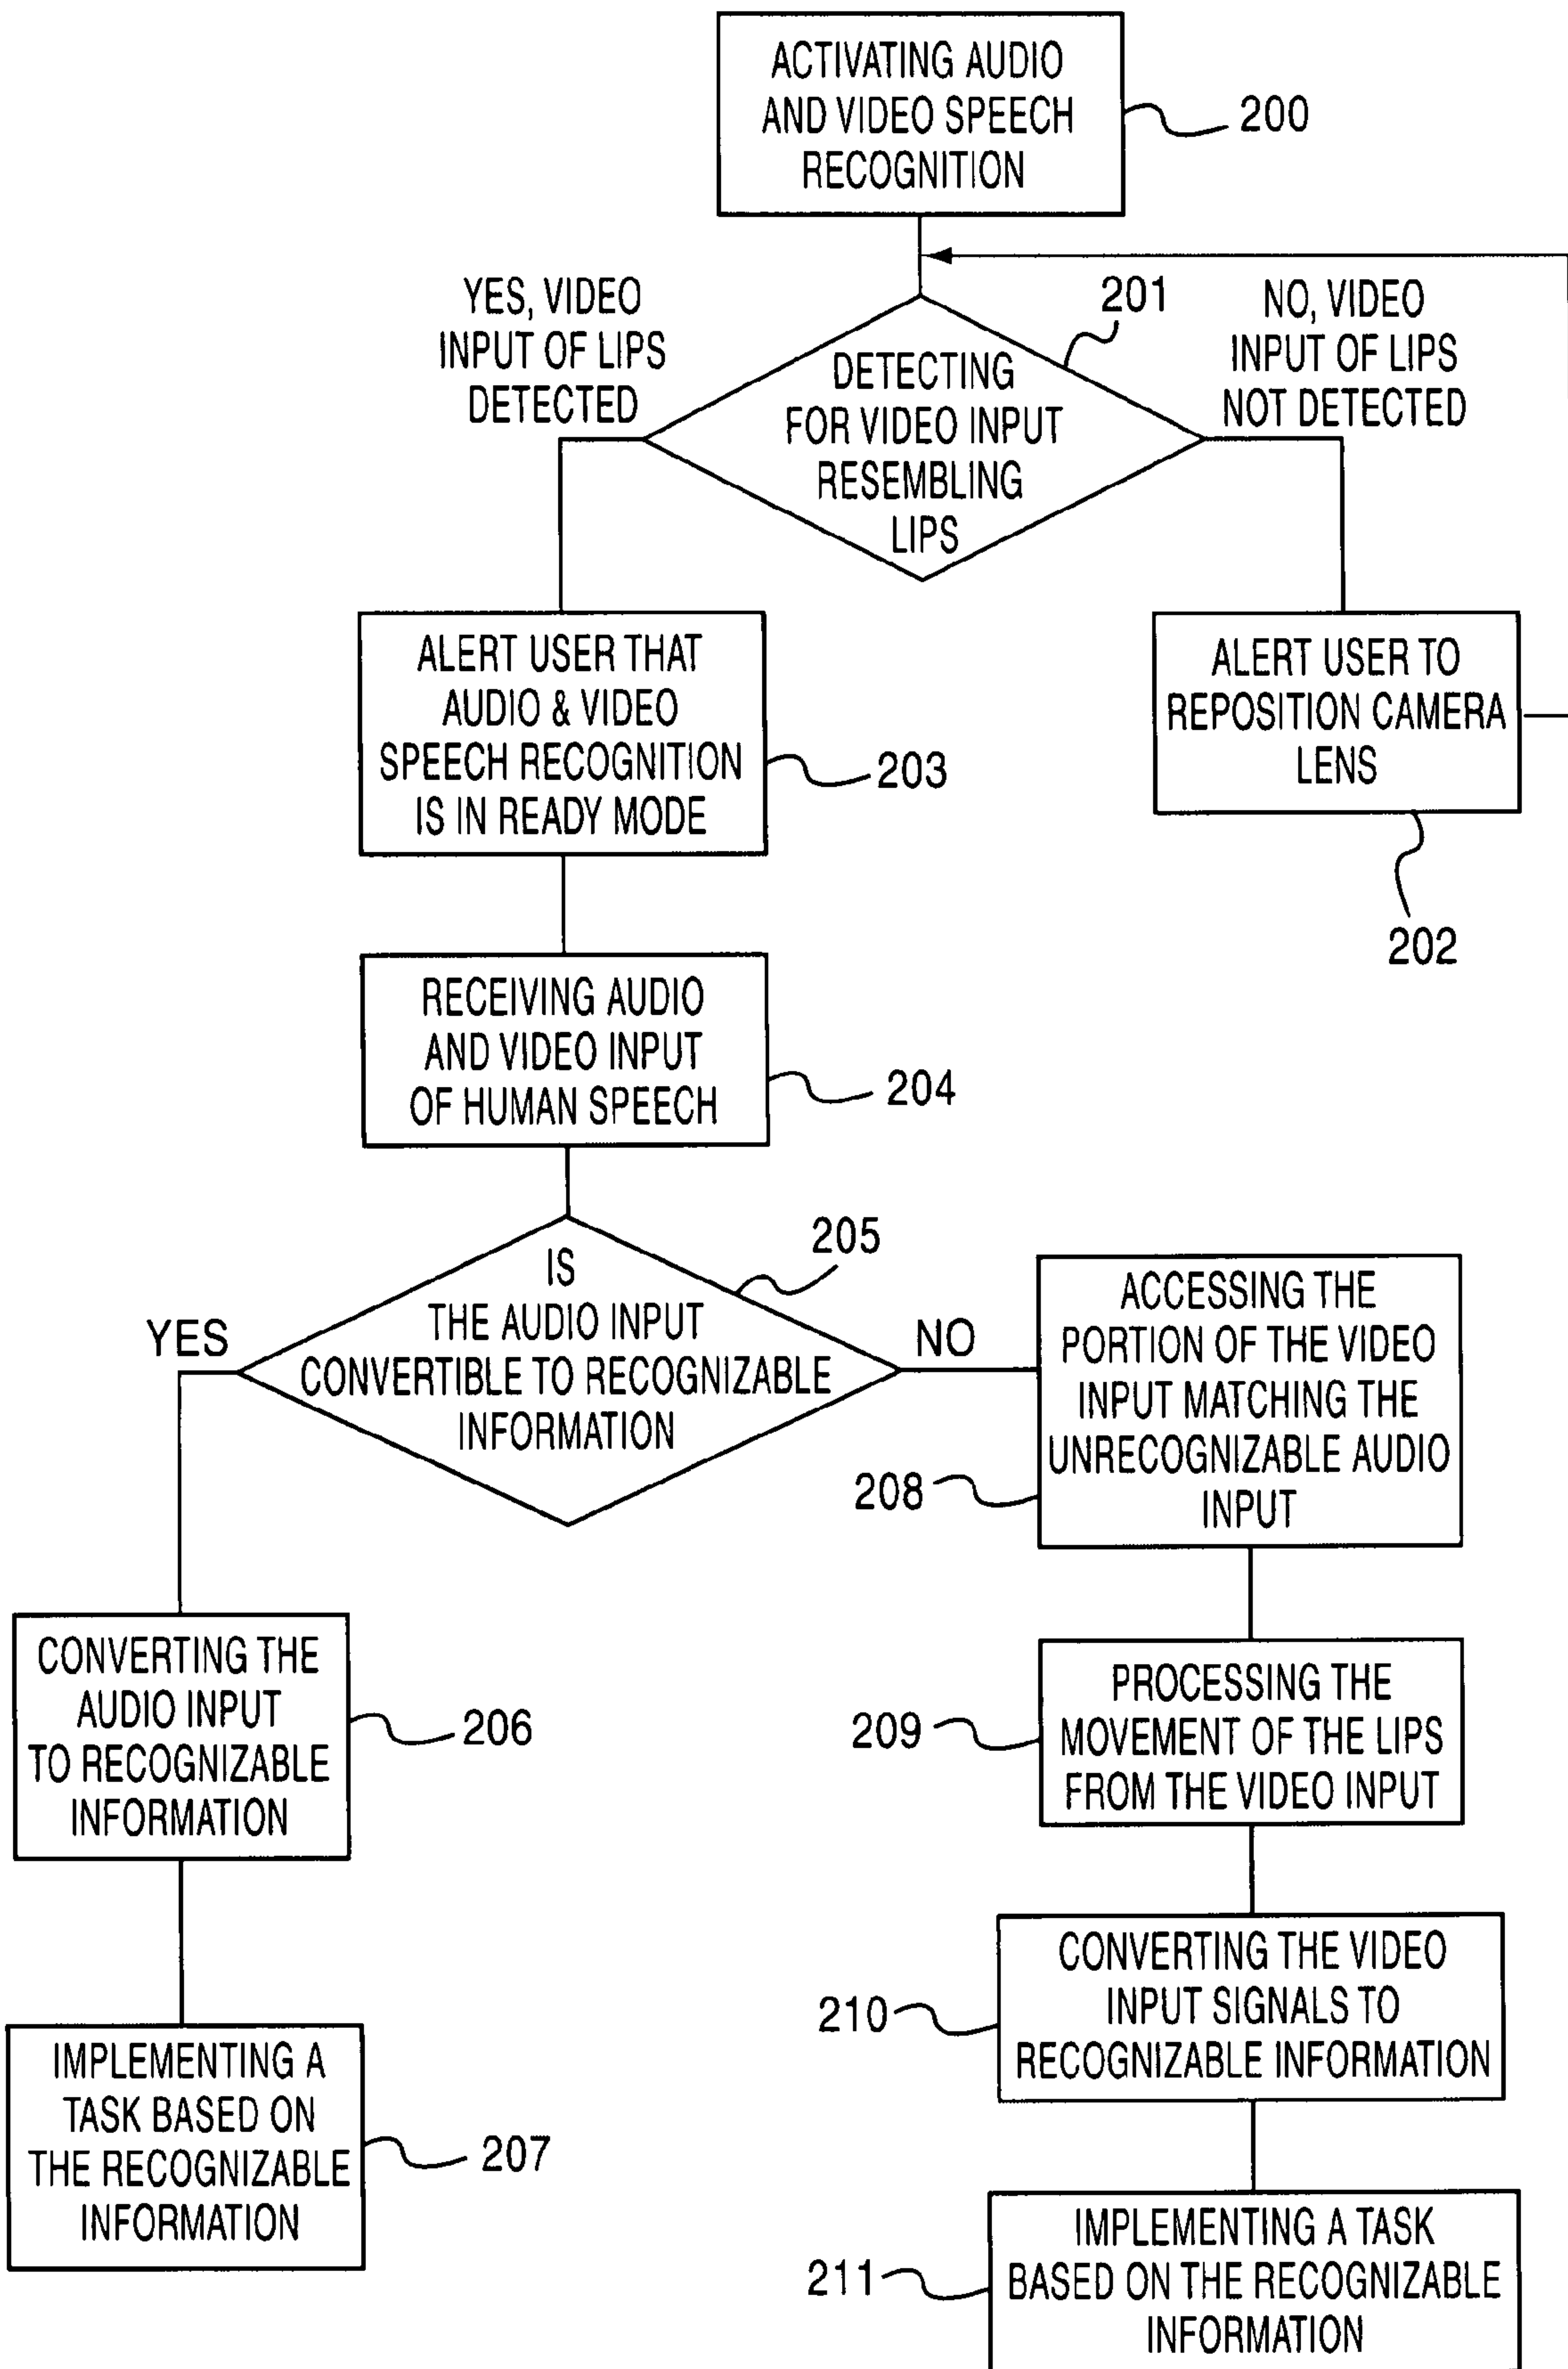 ACTIVATING AUDIO
AND VIDEO SPEECH
RECOGNITION
200
YES, VIDEO
INPUT OF LIPS
DETECTED
201
NO, VIDEO
INPUT OF LIPS
NOT DETECTED
DETECTING
FOR VIDEO INPUT
RESEMBLING
LIPS
ALERT USER THAT
AUDIO & VIDEO
SPEECH RECOGNITION
IS IN READY MODE
203
ALERT USER TO
REPOSITION CAMERA
LENS
202
RECEIVING AUDIO
AND VIDEO INPUT
OF HUMAN SPEECH
204
IS
THE AUDIO INPUT
CONVERTIBLE TO RECOGNIZABLE
INFORMATION
205
YES
NO
ACCESSING THE
PORTION OF THE VIDEO
INPUT MATCHING THE
UNRECOGNIZABLE AUDIO
INPUT
208
CONVERTING THE
AUDIO INPUT
TO RECOGNIZABLE
INFORMATION
206
PROCESSING THE
MOVEMENT OF THE LIPS
FROM THE VIDEO INPUT
209
CONVERTING THE VIDEO
INPUT SIGNALS TO
RECOGNIZABLE INFORMATION
210
IMPLEMENTING A
TASK BASED ON
THE RECOGNIZABLE
INFORMATION
207
IMPLEMENTING A TASK
BASED ON THE RECOGNIZABLE
INFORMATION
211